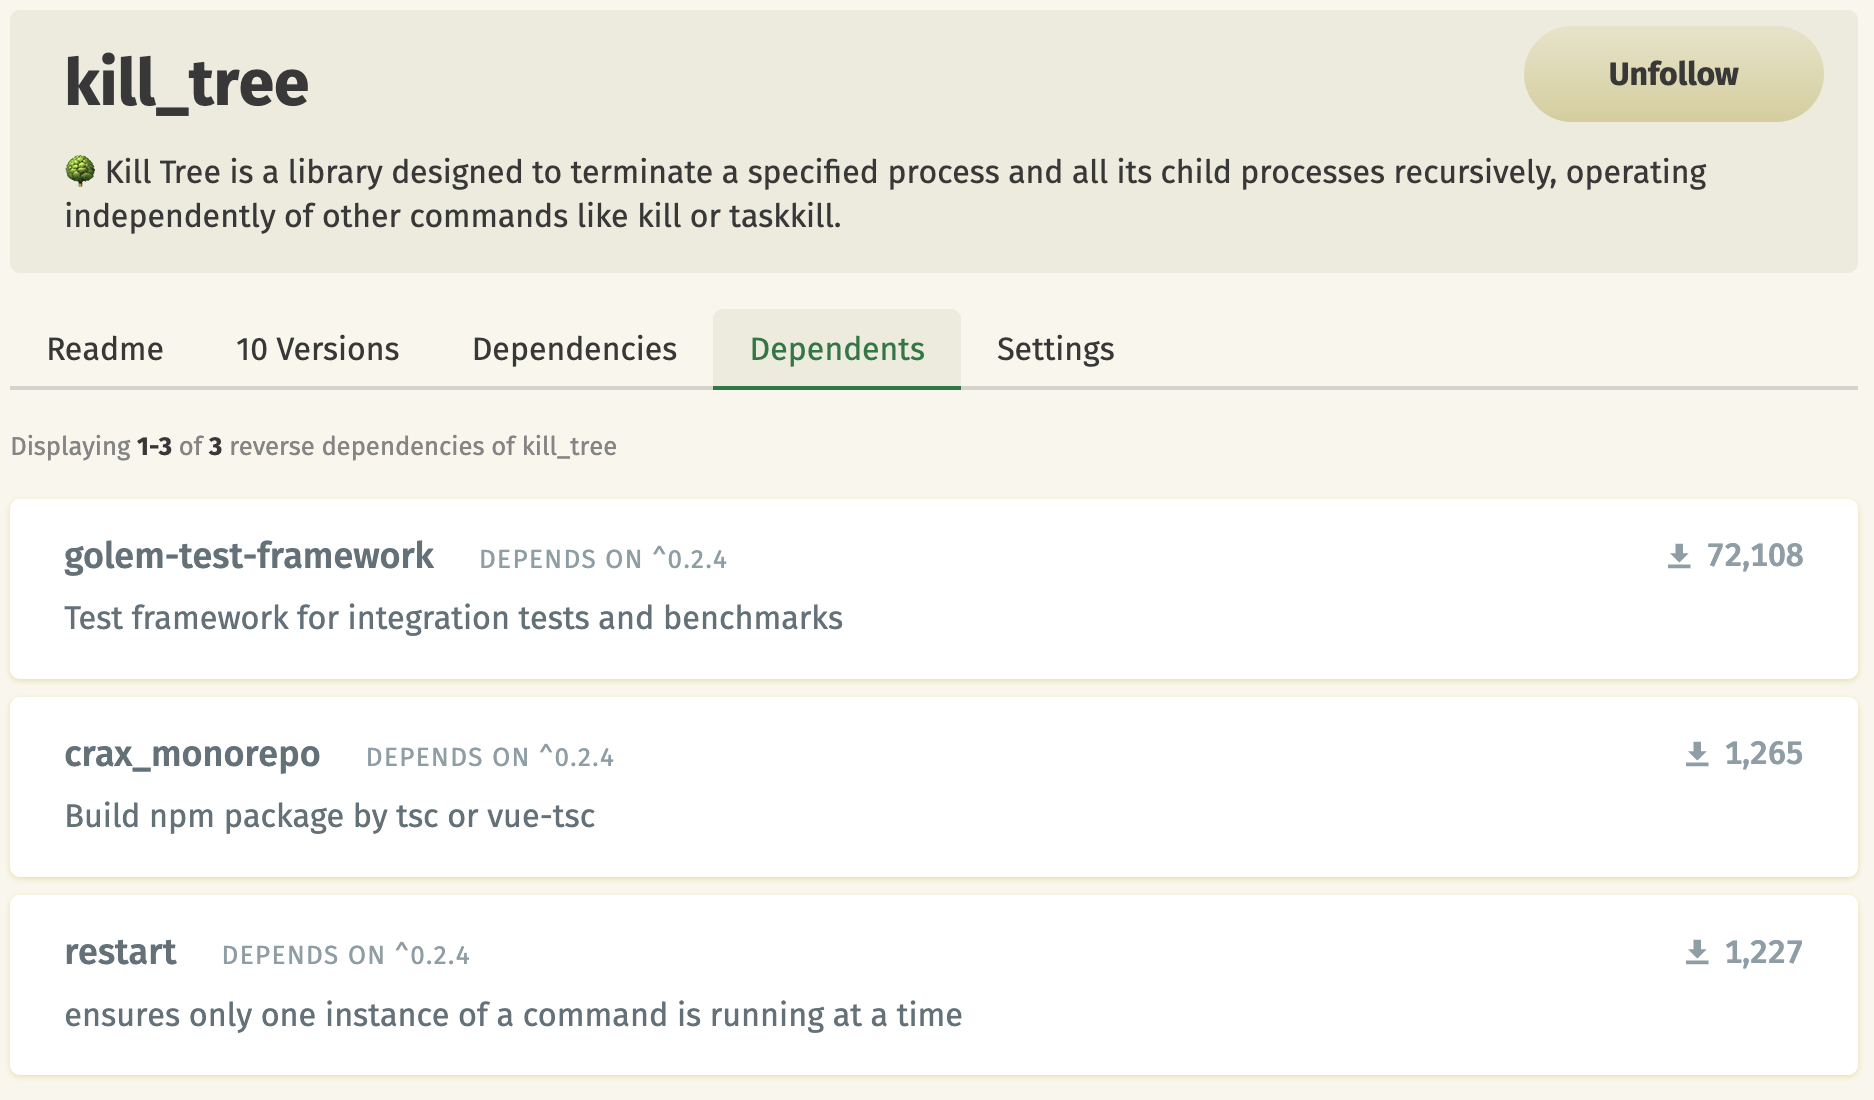 kill_tree
Unfollow
🌳 Kill Tree is a library designed to terminate a specified process and all its child processes recursively, operating
independently of other commands like kill or taskkill.
Readme 10 Versions Dependencies Dependents Settings
Displaying 1-3 of 3 reverse dependencies of kill_tree
golem-test-framework DEPENDS ON ^0.2.4 72,108
Test framework for integration tests and benchmarks
crax_monorepo DEPENDS ON ^0.2.4 1,265
Build npm package by tsc or vue-tsc
restart DEPENDS ON ^0.2.4 1,227
ensures only one instance of a command is running at a time